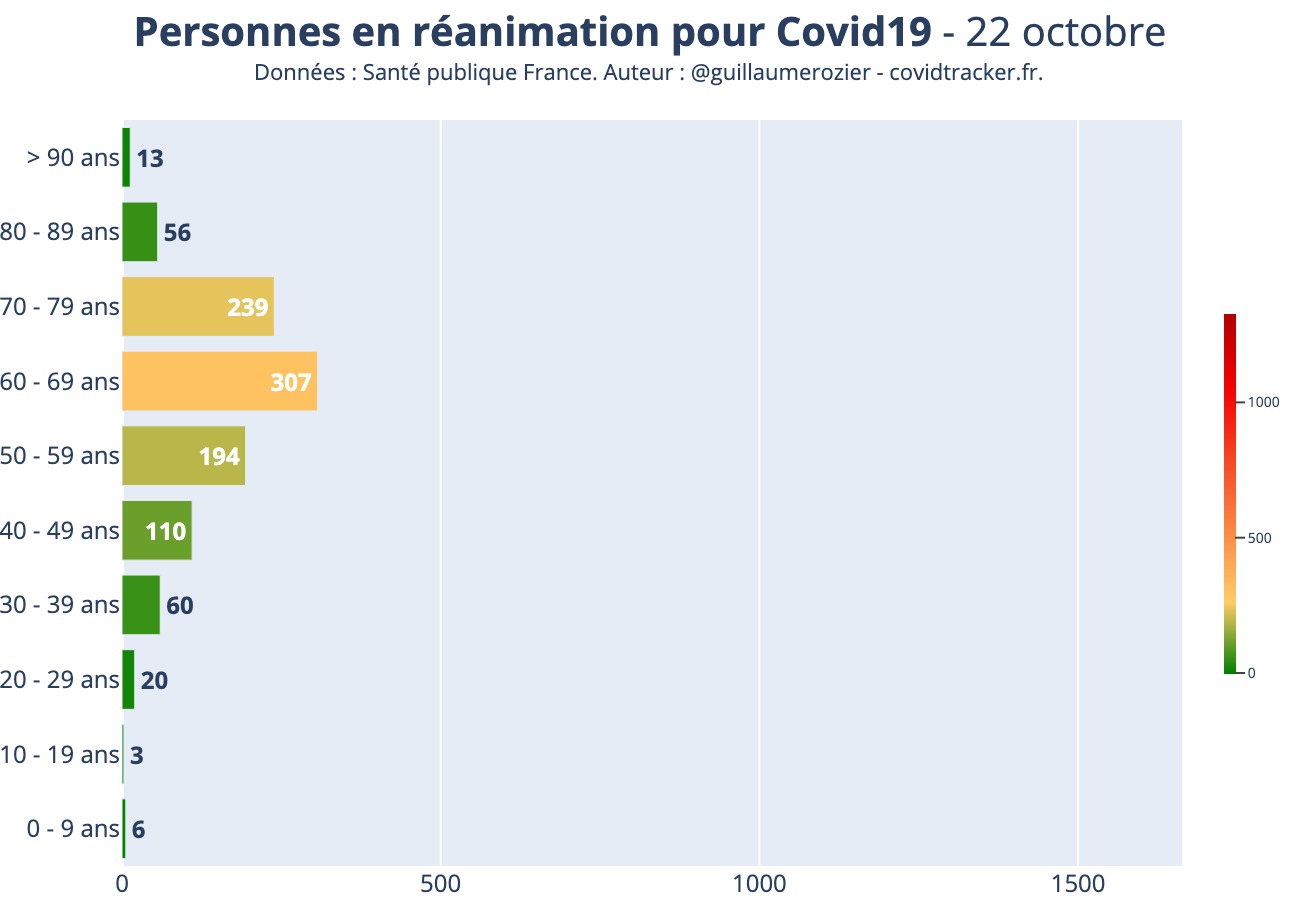 Personnes en réanimation pour Covid19 - 22 octobre
Données : Santé publique France. Auteur : @guillaumerozier - covidtracker.fr.
> 90 ans 13
80 - 89 ans 56
70 - 79 ans 239
60 - 69 ans 307
50 - 59 ans 194
40 - 49 ans 110
30 - 39 ans 60
20 - 29 ans 20
10 - 19 ans 3
0 - 9 ans 6
0 500 1000 1500
1000
500
0